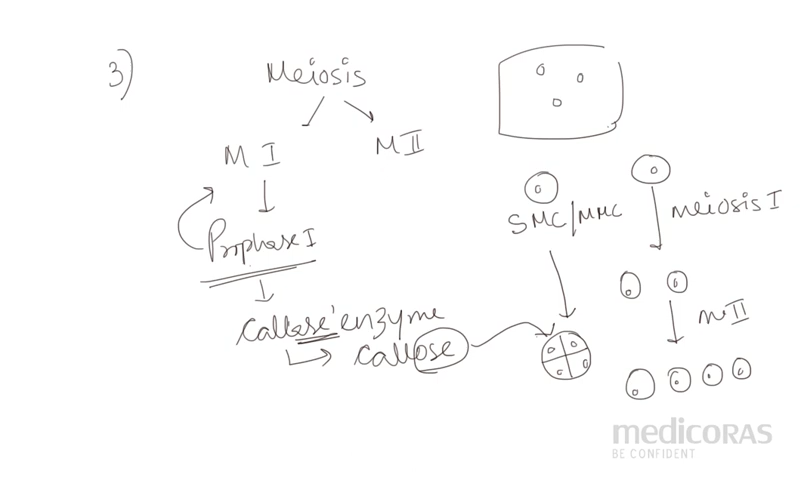 3)
Meiosis
M I
M II
Prophase I
Callase enzyme
Callose
SMC/MMC
Meiosis I
M II
medicoras
BE CONFIDENT